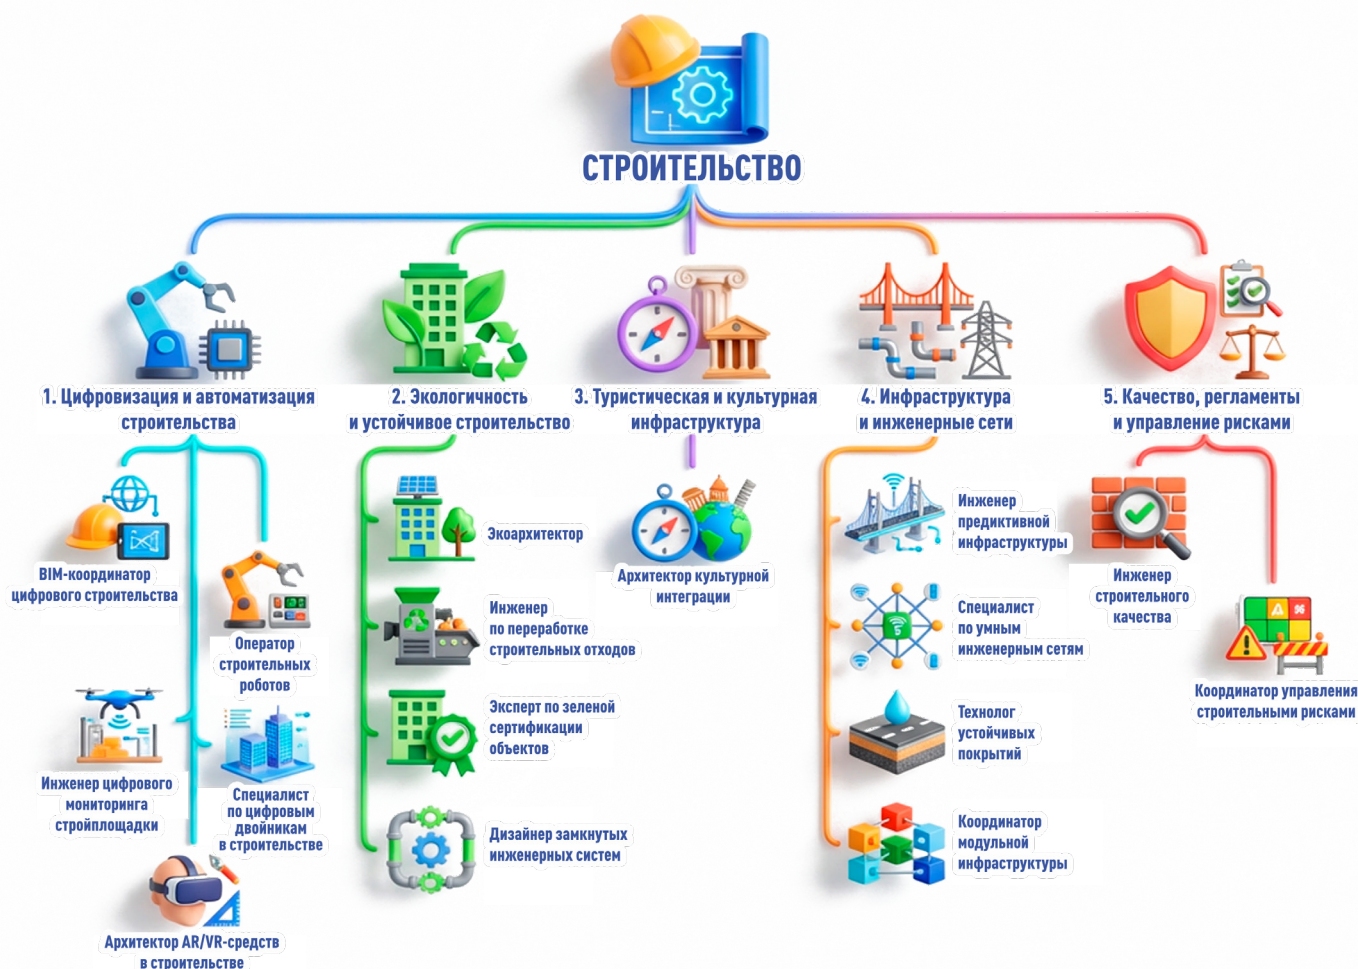 СТРОИТЕЛЬСТВО
1. Цифровизация и автоматизация
строительства
BIM-координатор
цифрового строительства
Оператор
строительных
роботов
Инженер цифрового
мониторинга
стройплощадки
Специалист
по цифровым
двойникам
в строительстве
Архитектор AR/VR-средств
в строительстве
2. Экологичность
и устойчивое строительство
Экоархитектор
Инженер
по переработке
строительных отходов
Эксперт по зеленой
сертификации
объектов
Дизайнер замкнутых
инженерных систем
3. Туристическая и культурная
инфраструктура
Архитектор культурной
интеграции
4. Инфраструктура
и инженерные сети
Инженер
предиктивной
инфраструктуры
Специалист
по умным
инженерным сетям
Технолог
устойчивых
покрытий
Координатор
модульной
инфраструктуры
5. Качество, регламенты
и управление рисками
Инженер
строительного
качества
Координатор управления
строительными рисками